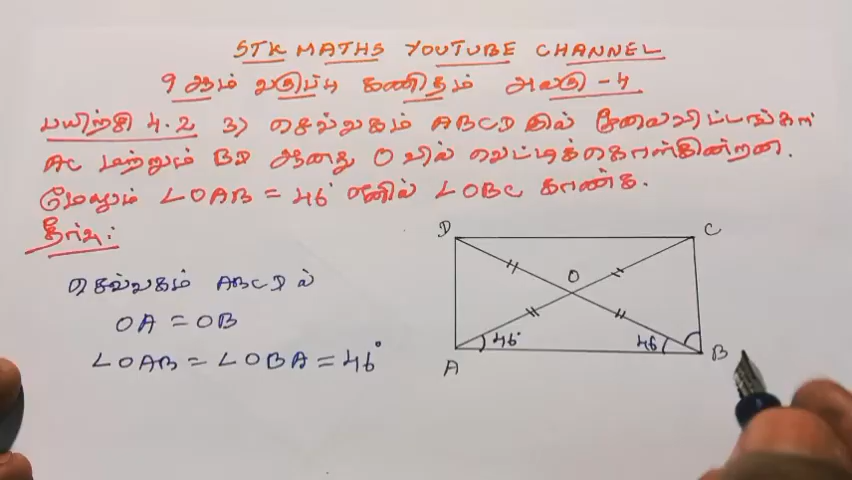 STK MATHS YOUTUBE CHANNEL
9 ஆம் வகுப்பு கணிதம் அலகு - 4
பயிற்சி 4.2 3) செவ்வகம் ABCD இல் மூலைவிட்டங்கள்
AC மற்றும் BD ஆனது O வில் வெட்டிக்கொள்கின்றன.
மேலும் ∠OAB = 46° எனில் ∠OBC காண்க.
தீர்வு:
செவ்வகம் ABCD ல்
OA = OB
∠OAB = ∠OBA = 46°
D
C
O
46°
46
A
B